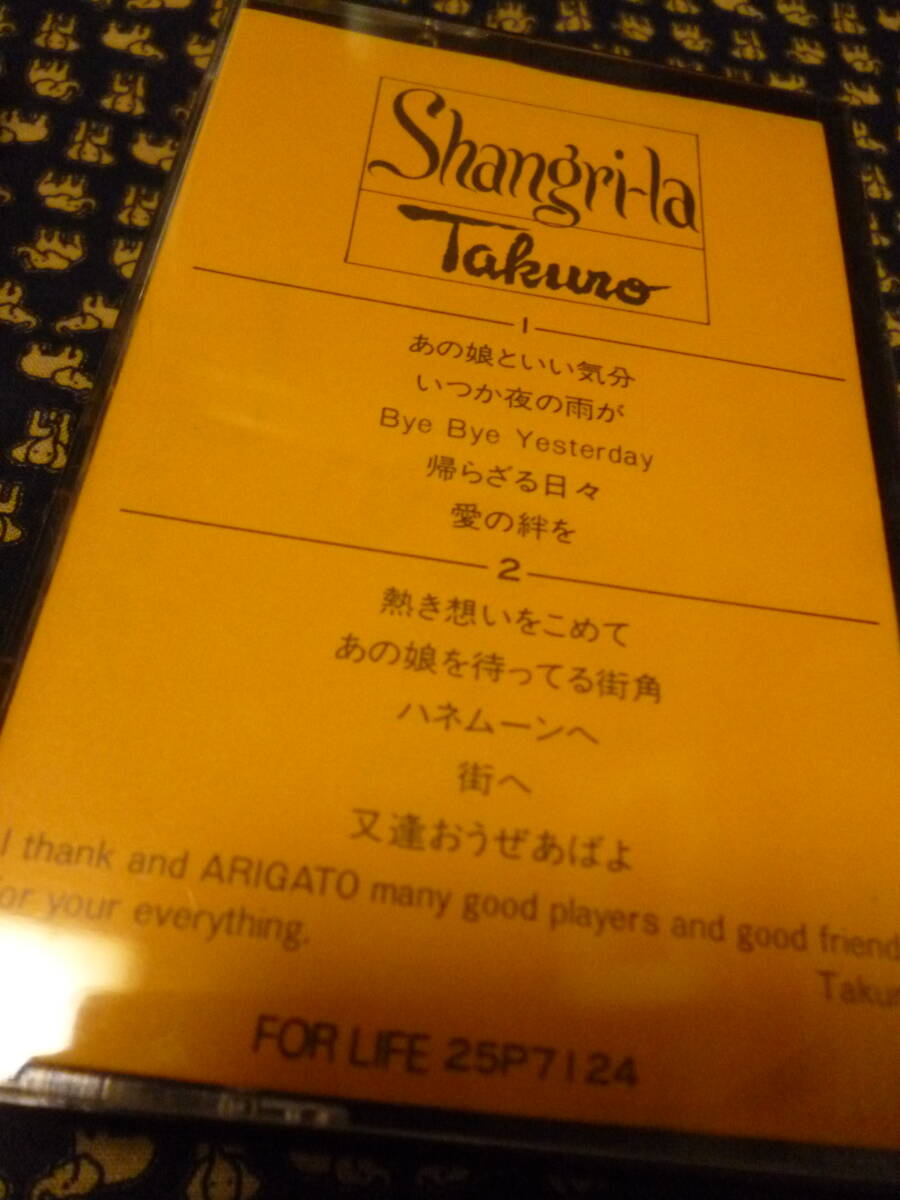 Shangri-la
Takuro
1
あの娘といい気分
いつか夜の雨が
Bye Bye Yesterday
帰らざる日々
愛の絆を
2
熱き想いをこめて
あの娘を待ってる街角
ハネムーンへ
街へ
又逢おうぜあばよ
I thank and ARIGATO many good players and good friend
for your everything.
Takur
FOR LIFE 25P7124